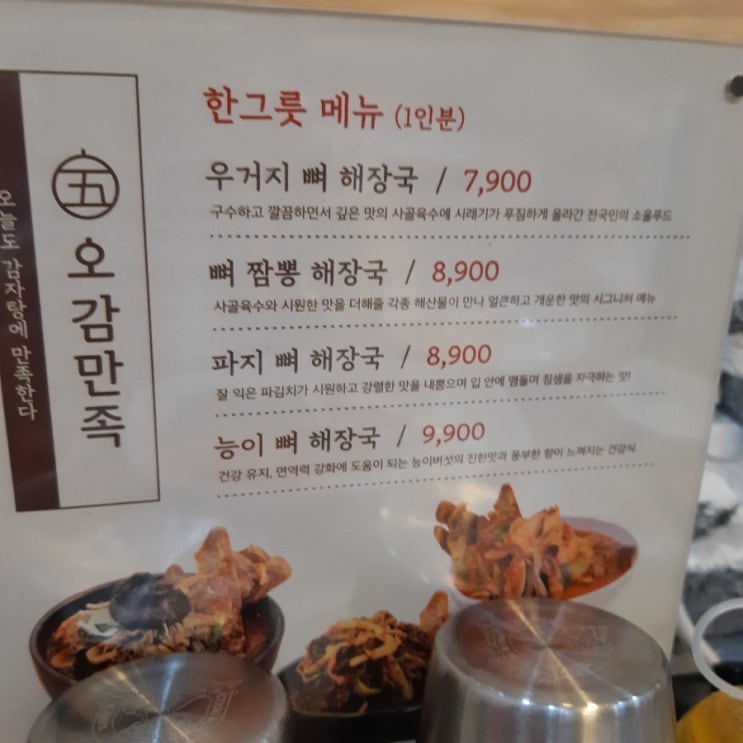 한그릇 메뉴 (1인분)
우거지 뼈 해장국 / 7,900
구수하고 깔끔하면서 깊은 맛의 사골육수에 시래기가 푸짐하게 올라간 전국민의 소울푸드
뼈 짬뽕 해장국 / 8,900
사골육수와 시원한 맛을 더해줄 각종 해산물이 만나 얼큰하고 개운한 맛의 시그니처 메뉴
파지 뼈 해장국 / 8,900
잘 익은 파김치가 시원하고 강렬한 맛을 내뿜으며 입 안에 맴돌며 침샘을 자극하는 맛!
능이 뼈 해장국 / 9,900
건강 유지, 면역력 강화에 도움이 되는 능이버섯의 진한맛과 풍부한 향이 느껴지는 건강식
五
오감만족
오늘도 감자탕에 만족한다